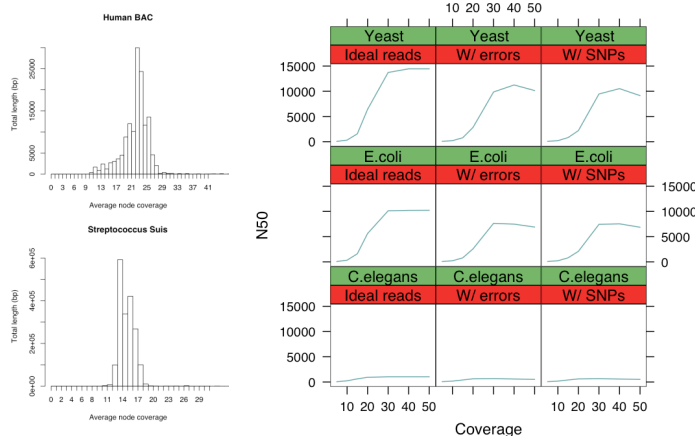 Human BAC
Total length (bp)
0 5000 15000 25000
0 3 6 9 13 17 21 25 29 33 37 41
Average node coverage
Streptococcus Suis
Total length (bp)
0e+00 2e+05 4e+05 6e+05
0 2 4 6 8 11 14 17 20 23 26 29
Average node coverage
10 20 30 40 50
Yeast Yeast Yeast
Ideal reads W/ errors W/ SNPs
15000
10000
5000
0
E.coli E.coli E.coli
Ideal reads W/ errors W/ SNPs
15000
10000
5000
0
C.elegans C.elegans C.elegans
Ideal reads W/ errors W/ SNPs
15000
10000
5000
0
10 20 30 40 50 10 20 30 40 50
N50
Coverage